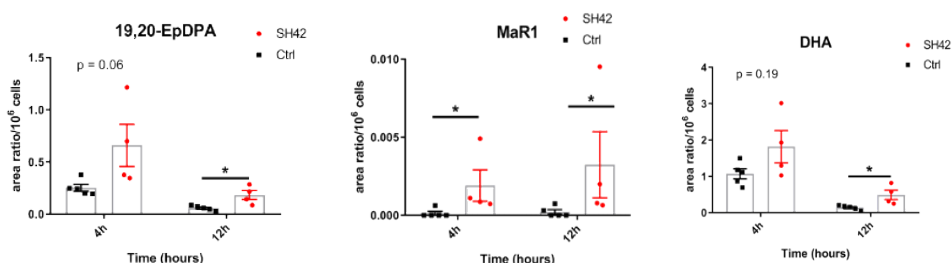 19,20-EpDPA
SH42
Ctrl
p = 0.06
area ratio/10⁶ cells
1.5
1.0
0.5
0.0
*
4h
12h
Time (hours)
MaR1
SH42
Ctrl
area ratio/10⁶ cells
0.010
0.005
0.000
*
*
4h
12h
Time (hours)
DHA
SH42
Ctrl
p = 0.19
area ratio/10⁶ cells
4
3
2
1
0
*
4h
12h
Time (hours)